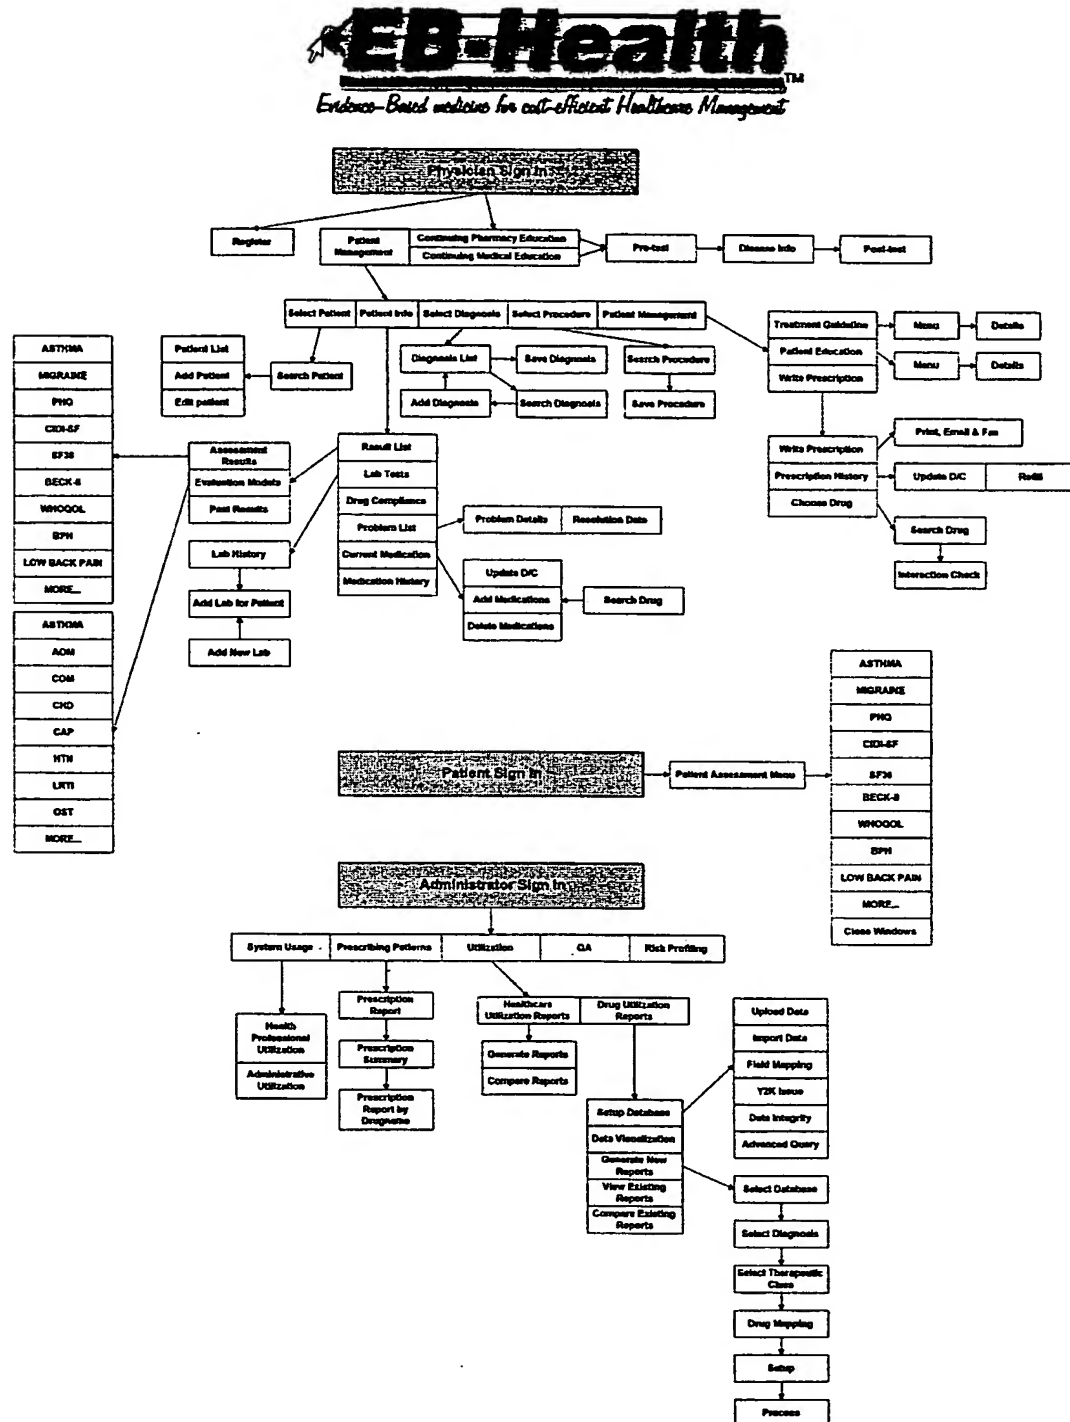 EB-Health
TM
Evidence-Based medicine for cost-efficient Healthcare Management
Physician Sign In
Register
Patient
Management
Continuing Pharmacy Education
Continuing Medical Education
Pre-test
Disease Info
Post-test
Select Patient
Patient Info
Select Diagnosis
Select Procedure
Patient Management
Treatment Guideline
Patient Education
Write Prescription
Menu
Details
Menu
Details
Patient List
Add Patient
Edit patient
Search Patient
Diagnosis List
Save Diagnosis
Add Diagnosis
Search Diagnosis
Search Procedure
Save Procedure
ASTHMA
MIGRAINE
PHQ
CIDI-SF
SF36
BECK-II
WHOQOL
BPH
LOW BACK PAIN
MORE...
Assessment
Results
Evaluation Models
Past Results
Lab History
Add Lab for Patient
Add New Lab
Result List
Lab Tests
Drug Compliance
Problem List
Current Medication
Medication History
Problem Details
Resolution Date
Update D/C
Add Medications
Delete Medications
Search Drug
Write Prescription
Prescription History
Choose Drug
Print, Email & Fax
Update D/C
Refill
Search Drug
Interaction Check
ASTHMA
AOM
COM
CHD
CAP
HTN
LRTI
OST
MORE...
Patient Sign In
Patient Assessment Menu
ASTHMA
MIGRAINE
PHQ
CIDI-SF
SF36
BECK-II
WHOQOL
BPH
LOW BACK PAIN
MORE...
Close Windows
Administrator Sign In
System Usage
Prescribing Patterns
Utilization
QA
Risk Profiling
Health
Professional
Utilization
Administrative
Utilization
Prescription
Report
Prescription
Summary
Prescription
Report by
Drugname
Healthcare
Utilization Reports
Drug Utilization
Reports
Generate Reports
Compare Reports
Setup Database
Data Visualization
Generate New
Reports
View Existing
Reports
Compare Existing
Reports
Upload Data
Import Data
Field Mapping
Y2K Issue
Data Integrity
Advanced Query
Select Database
Select Diagnosis
Select Therapeutic
Class
Drug Mapping
Setup
Process